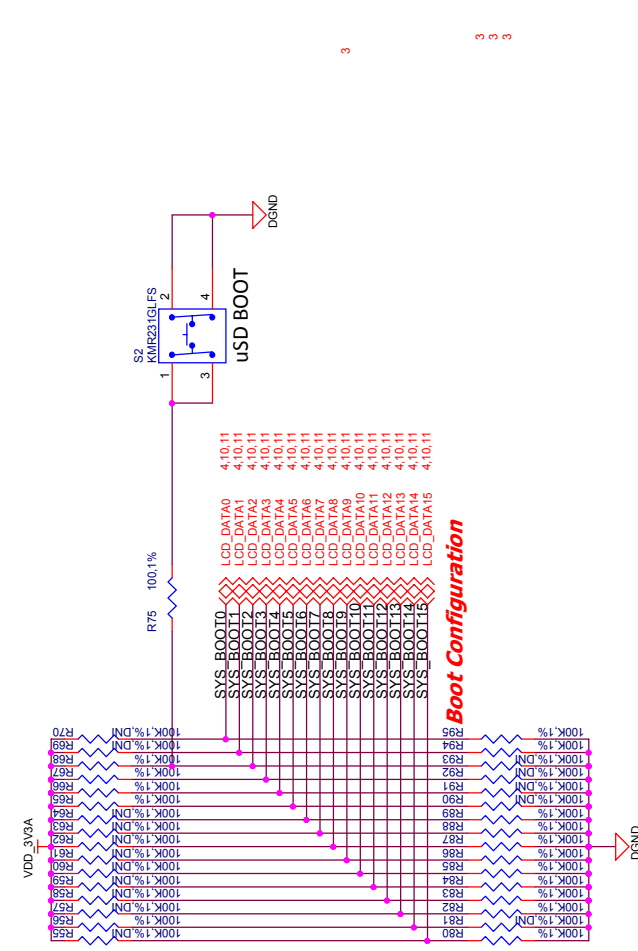 3
3
3
3
DGND
S2
KMR231GLFS
2
4
1
3
uSD BOOT
R75 100,1%
LCD_DATA0 4,10,11
LCD_DATA1 4,10,11
LCD_DATA2 4,10,11
LCD_DATA3 4,10,11
LCD_DATA4 4,10,11
LCD_DATA5 4,10,11
LCD_DATA6 4,10,11
LCD_DATA7 4,10,11
LCD_DATA8 4,10,11
LCD_DATA9 4,10,11
LCD_DATA10 4,10,11
LCD_DATA11 4,10,11
LCD_DATA12 4,10,11
LCD_DATA13 4,10,11
LCD_DATA14 4,10,11
LCD_DATA15 4,10,11
SYS_BOOT0
SYS_BOOT1
SYS_BOOT2
SYS_BOOT3
SYS_BOOT4
SYS_BOOT5
SYS_BOOT6
SYS_BOOT7
SYS_BOOT8
SYS_BOOT9
SYS_BOOT10
SYS_BOOT11
SYS_BOOT12
SYS_BOOT13
SYS_BOOT14
SYS_BOOT15
Boot Configuration
VDD_3V3A
R70 100K,1%,DNI
R69 100K,1%,DNI
R68 100K,1%
R67 100K,1%
R66 100K,1%
R65 100K,1%
R64 100K,1%,DNI
R63 100K,1%,DNI
R62 100K,1%,DNI
R61 100K,1%,DNI
R60 100K,1%,DNI
R59 100K,1%,DNI
R58 100K,1%,DNI
R57 100K,1%,DNI
R56 100K,1%
R55 100K,1%,DNI
R95 100K,1%
R94 100K,1%
R93 100K,1%,DNI
R92 100K,1%,DNI
R91 100K,1%,DNI
R90 100K,1%,DNI
R89 100K,1%
R88 100K,1%
R87 100K,1%
R86 100K,1%
R85 100K,1%
R84 100K,1%
R83 100K,1%
R82 100K,1%
R81 100K,1%,DNI
R80 100K,1%
DGND